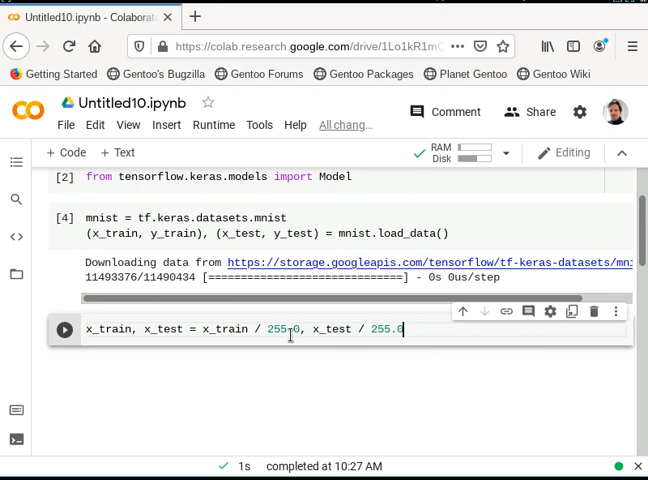 Untitled10.ipynb - Colaborat
https://colab.research.google.com/drive/1Lo1kR1m
Getting Started Gentoo's Bugzilla Gentoo Forums Gentoo Packages Planet Gentoo Gentoo Wiki
Untitled10.ipynb
Comment Share
File Edit View Insert Runtime Tools Help All chang...
+ Code + Text RAM Disk Editing
[2] from tensorflow.keras.models import Model
[4] mnist = tf.keras.datasets.mnist
(x_train, y_train), (x_test, y_test) = mnist.load_data()
Downloading data from https://storage.googleapis.com/tensorflow/tf-keras-datasets/mni
11493376/11490434 [==============================] - 0s 0us/step
x_train, x_test = x_train / 255.0, x_test / 255.0
1s completed at 10:27 AM